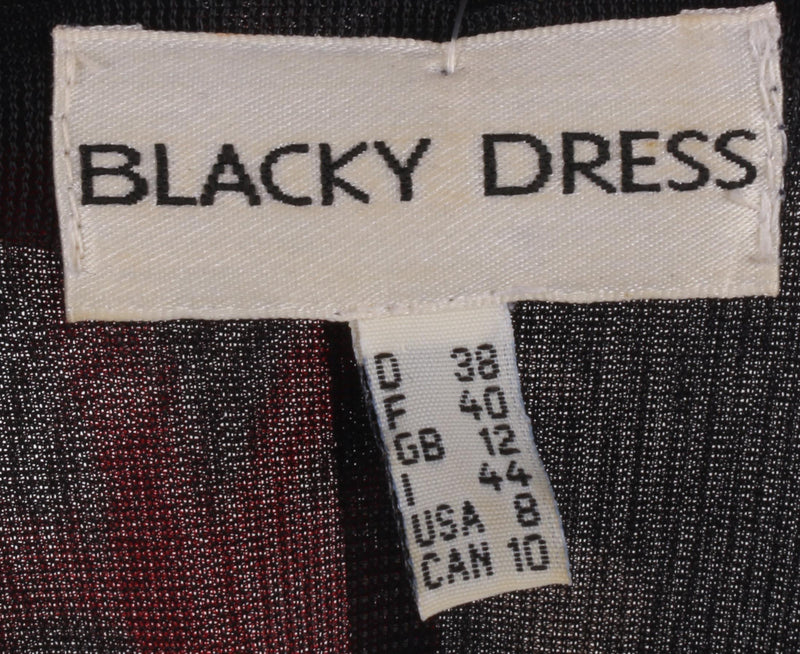 BLACKY DRESS
D 38
F 40
GB 12
I 44
USA 8
CAN 10